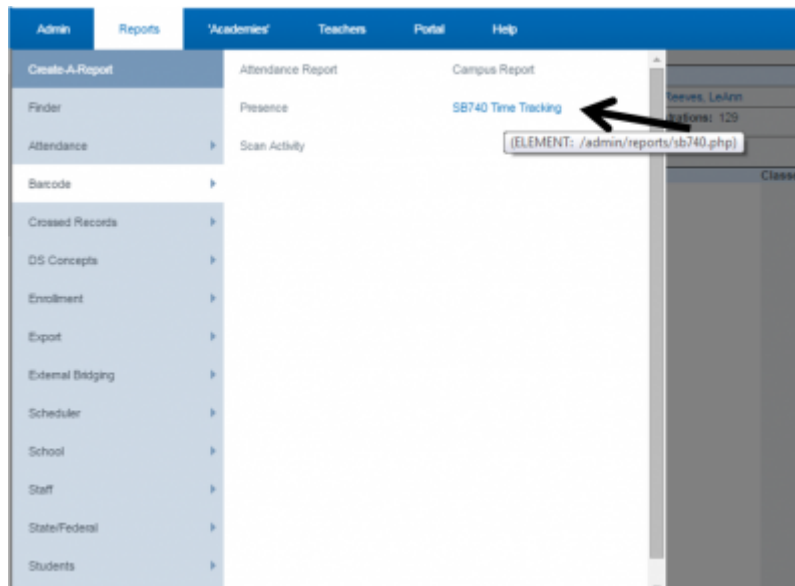 Admin Reports 'Academies' Teachers Portal Help
Create-A-Report
Finder
Attendance
Barcode
Crossed Records
DS Concepts
Enrollment
Export
External Bridging
Scheduler
School
Staff
State/Federal
Students
Attendance Report Campus Report
Presence SB740 Time Tracking
Scan Activity
(ELEMENT: /admin/reports/sb740.php)
Reeves, LeAnn
trations: 129
Class